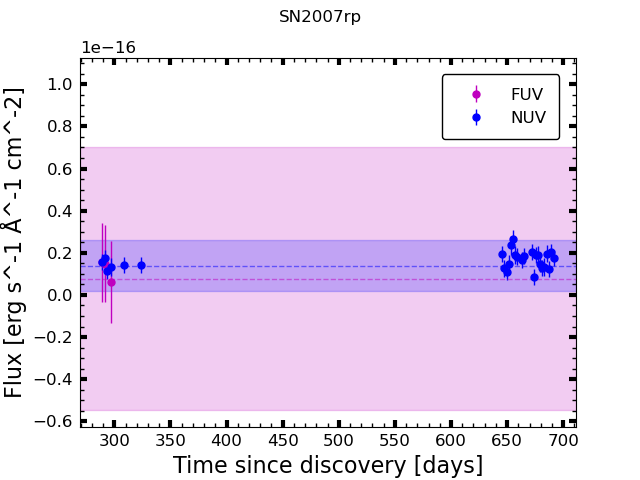 SN2007rp
1e−16
1.0
0.8
0.6
0.4
0.2
0.0
−0.2
−0.4
−0.6
Flux [erg s^-1 Å^-1 cm^-2]
FUV
NUV
300 350 400 450 500 550 600 650 700
Time since discovery [days]